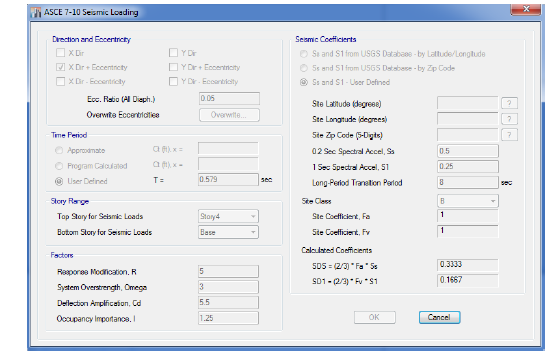 ASCE 7-10 Seismic Loading
Direction and Eccentricity
X Dir
Y Dir
X Dir + Eccentricity
Y Dir + Eccentricity
X Dir - Eccentricity
Y Dir - Eccentricity
Ecc. Ratio (All Diaph.) 0.05
Overwrite Eccentricities Overwrite...
Time Period
Approximate Ct (ft), x =
Program Calculated Ct (ft), x =
User Defined T = 0.579 sec
Story Range
Top Story for Seismic Loads Story4
Bottom Story for Seismic Loads Base
Factors
Response Modification, R 5
System Overstrength, Omega 3
Deflection Amplification, Cd 5.5
Occupancy Importance, I 1.25
Seismic Coefficients
Ss and S1 from USGS Database - by Latitude/Longitude
Ss and S1 from USGS Database - by Zip Code
Ss and S1 - User Defined
Site Latitude (degrees) ?
Site Longitude (degrees) ?
Site Zip Code (5-Digits) ?
0.2 Sec Spectral Accel, Ss 0.5
1 Sec Spectral Accel, S1 0.25
Long-Period Transition Period 8 sec
Site Class B
Site Coefficient, Fa 1
Site Coefficient, Fv 1
Calculated Coefficients
SDS = (2/3) * Fa * Ss 0.3333
SD1 = (2/3) * Fv * S1 0.1667
OK Cancel